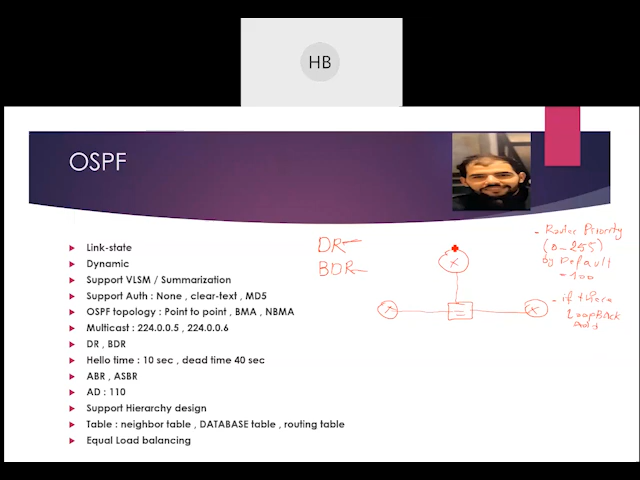 HB
OSPF
Link-state
Dynamic
Support VLSM / Summarization
Support Auth : None , clear-text , MD5
OSPF topology : Point to point , BMA , NBMA
Multicast : 224.0.0.5 , 224.0.0.6
DR , BDR
Hello time : 10 sec , dead time 40 sec
ABR , ASBR
AD : 110
Support Hierarchy design
Table : neighbor table , DATABASE table , routing table
Equal Load balancing
DR
BDR
- Router Priority
(0-255)
by Default
- if there
LoopBack